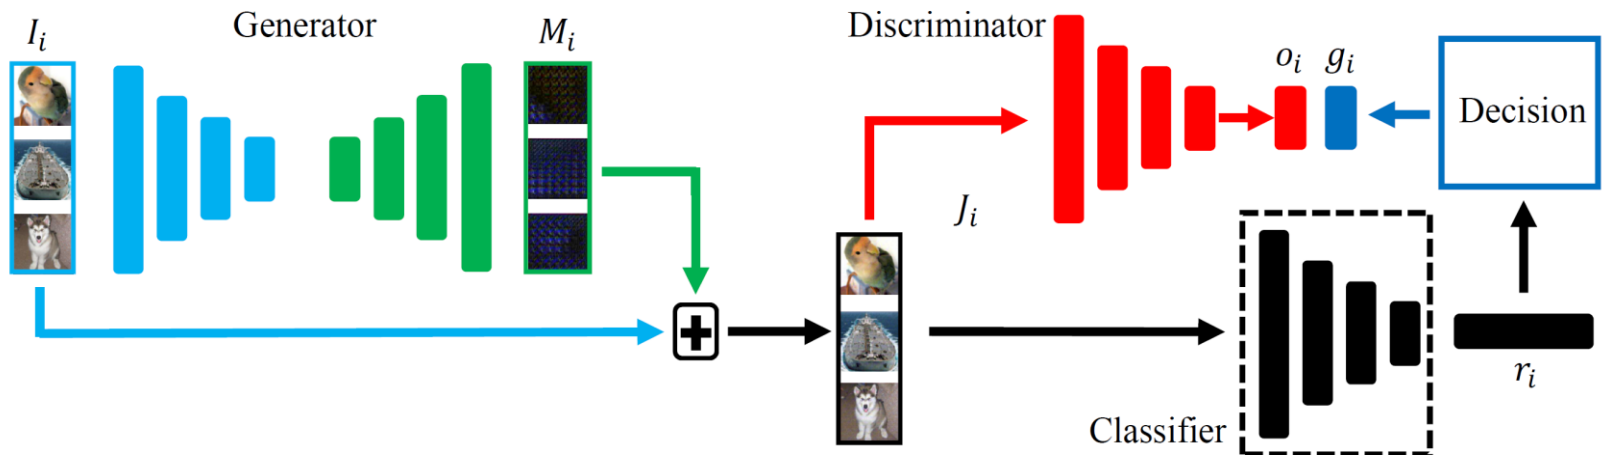 I_i
Generator
M_i
Discriminator
o_i
g_i
Decision
J_i
r_i
Classifier